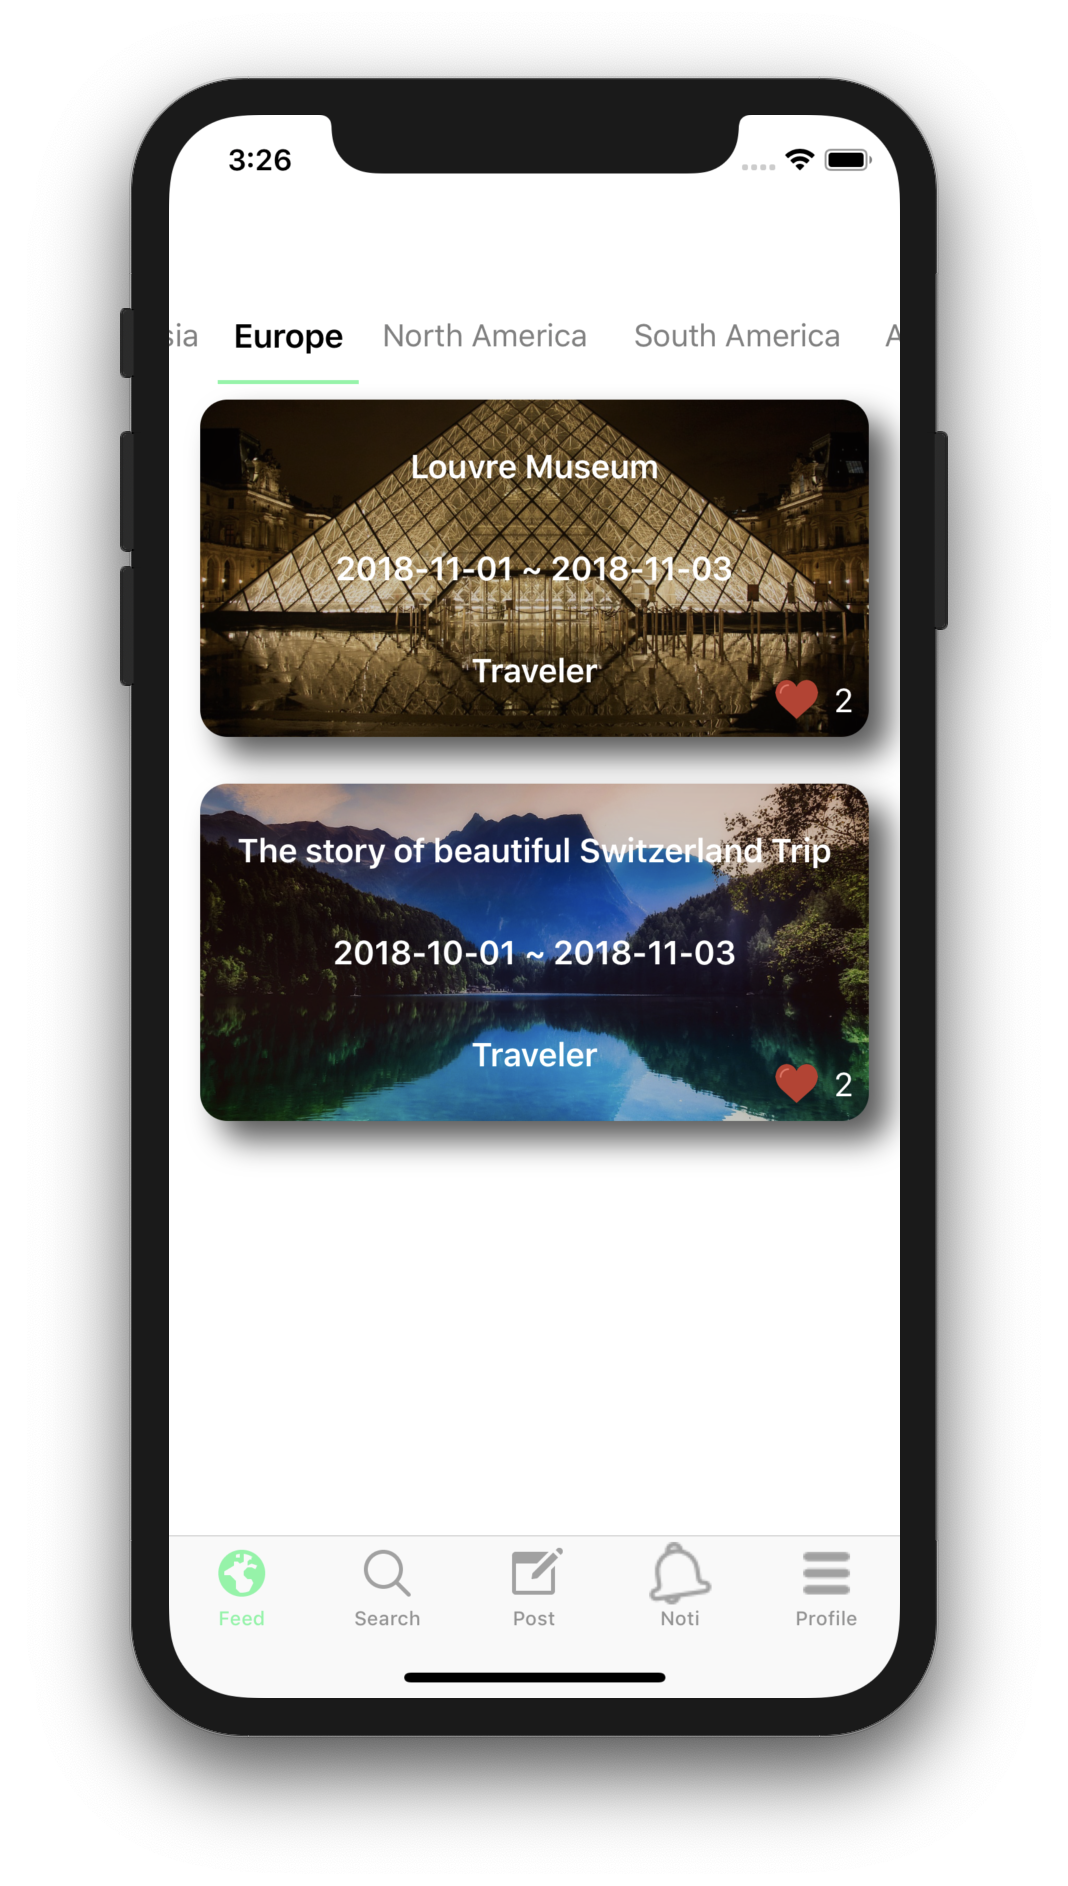 3:26
Europe North America South America
Louvre Museum
2018-11-01 ~ 2018-11-03
Traveler
2
The story of beautiful Switzerland Trip
2018-10-01 ~ 2018-11-03
Traveler
2
Feed Search Post Noti Profile